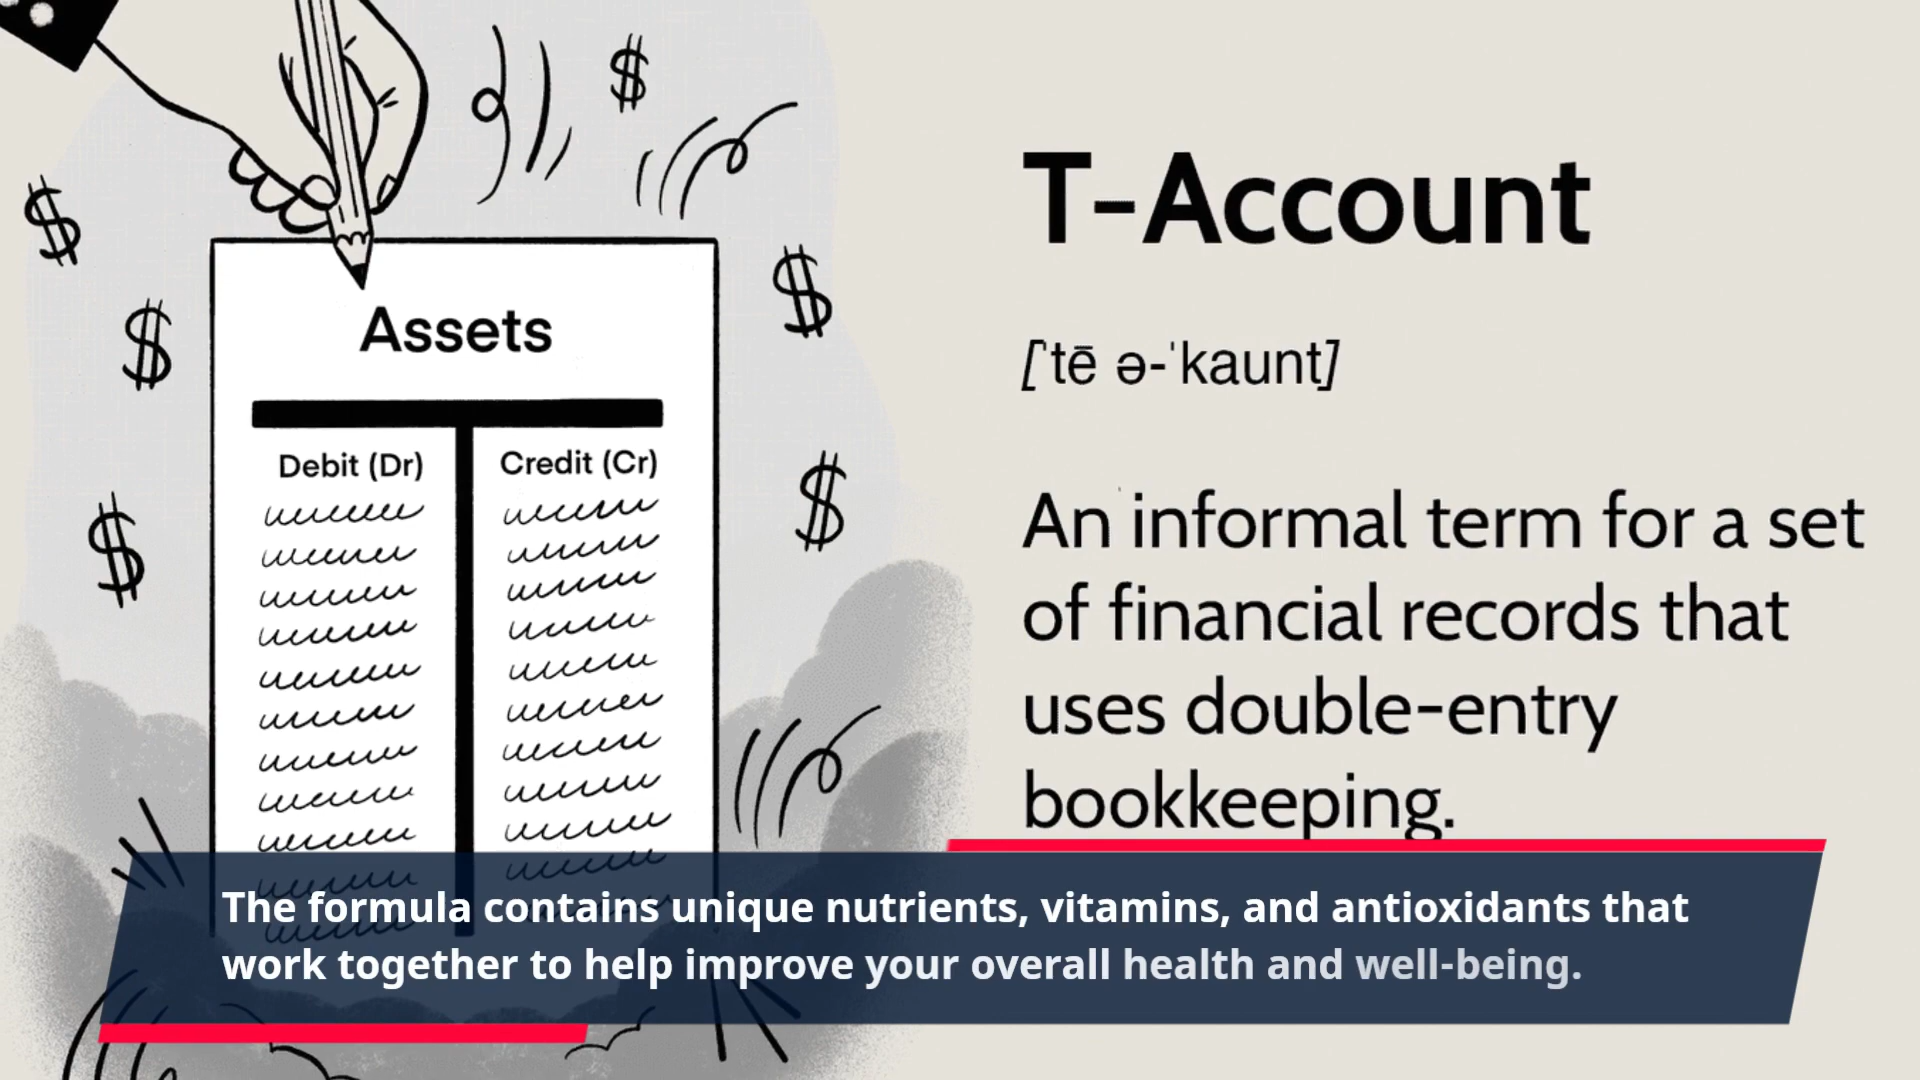 Assets
Debit (Dr)
Credit (Cr)
T-Account
[ˈtē ə-ˈkaunt]
An informal term for a set
of financial records that
uses double-entry
bookkeeping.
The formula contains unique nutrients, vitamins, and antioxidants that
work together to help improve your overall health and well-being.